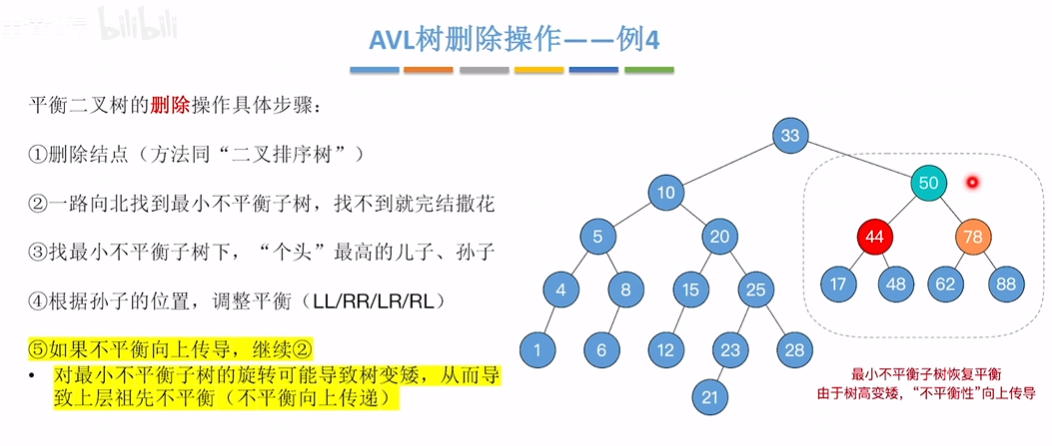 bilibili
AVL树删除操作——例4
平衡二叉树的删除操作具体步骤：
①删除结点（方法同“二叉排序树”）
②一路向北找到最小不平衡子树，找不到就完结撒花
③找最小不平衡子树下，“个头”最高的儿子、孙子
④根据孙子的位置，调整平衡（LL/RR/LR/RL）
⑤如果不平衡向上传导，继续②
• 对最小不平衡子树的旋转可能导致树变矮，从而导
致上层祖先不平衡（不平衡向上传递）
33
10 50
5 20 44 78
4 8 15 25 17 48 62 88
1 6 12 23 28
21
最小不平衡子树恢复平衡
由于树高变矮，“不平衡性”向上传导